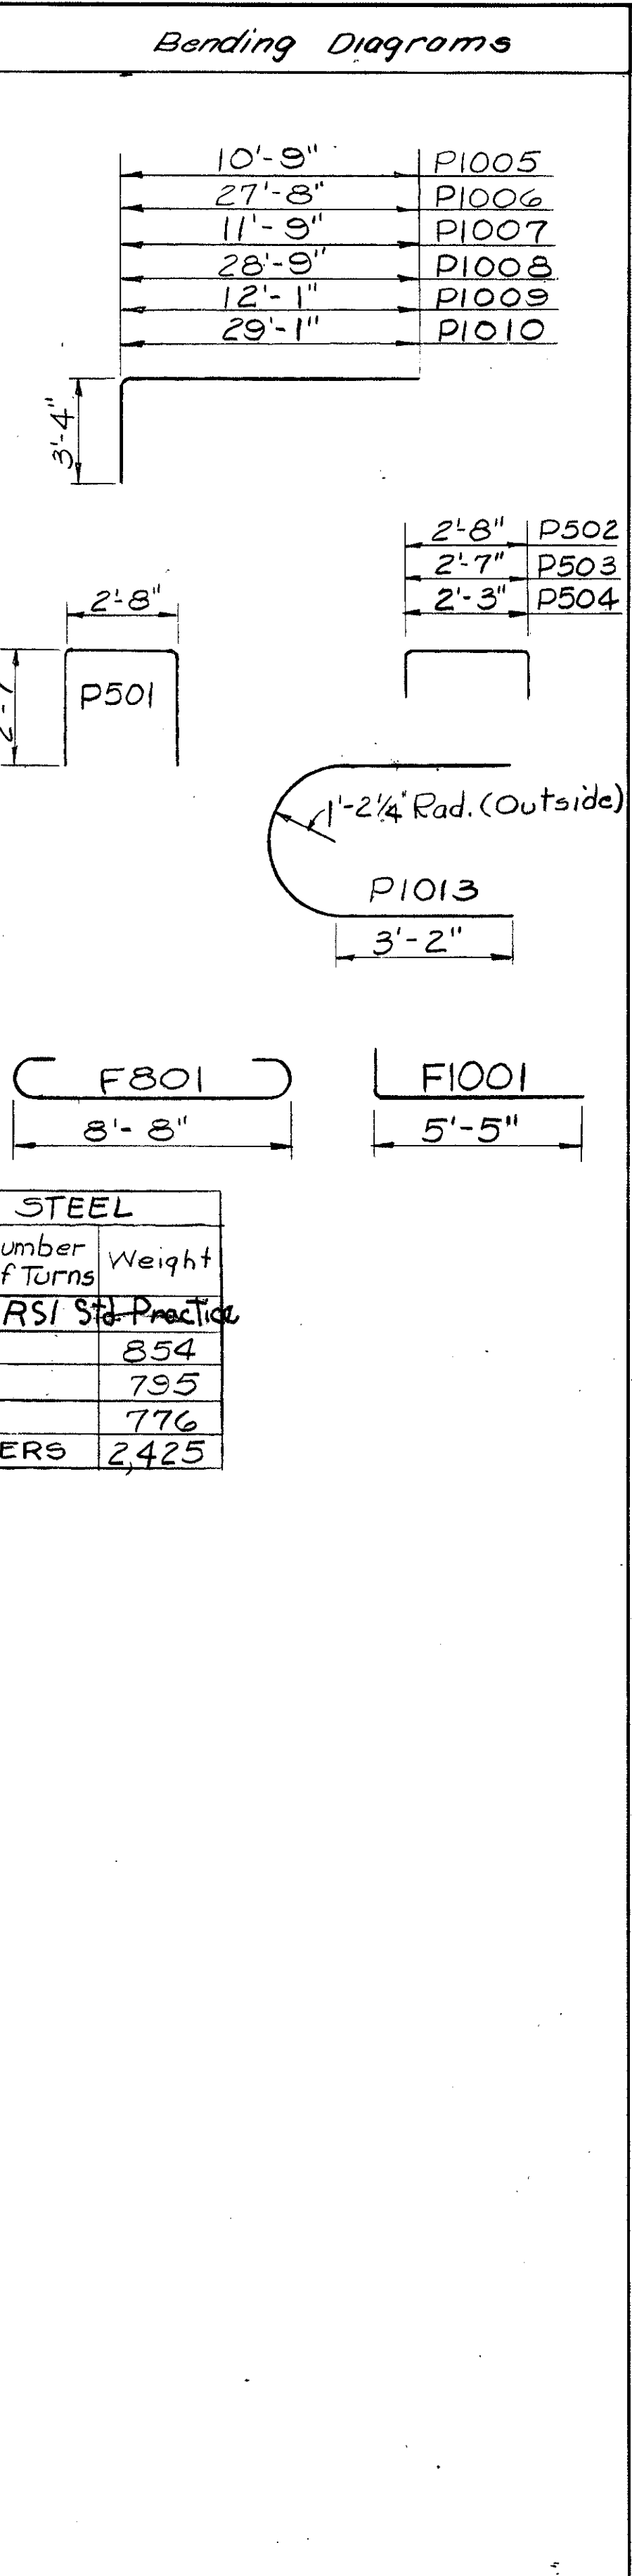 Bending Diagrams
10'-9" P1005
27'-8" P1006
11'-9" P1007
28'-9" P1008
12'-1" P1009
29'-1" P1010
3'-4"
2'-8" P502
2'-7" P503
2'-3" P504
2'-8"
P501
1'-2¼" Rad. (Outside)
P1013
3'-2"
F801
8'-8"
F1001
5'-5"
STEEL
umber
f Turns
Weight
RSI Std Practice
854
795
776
ERS 2,425